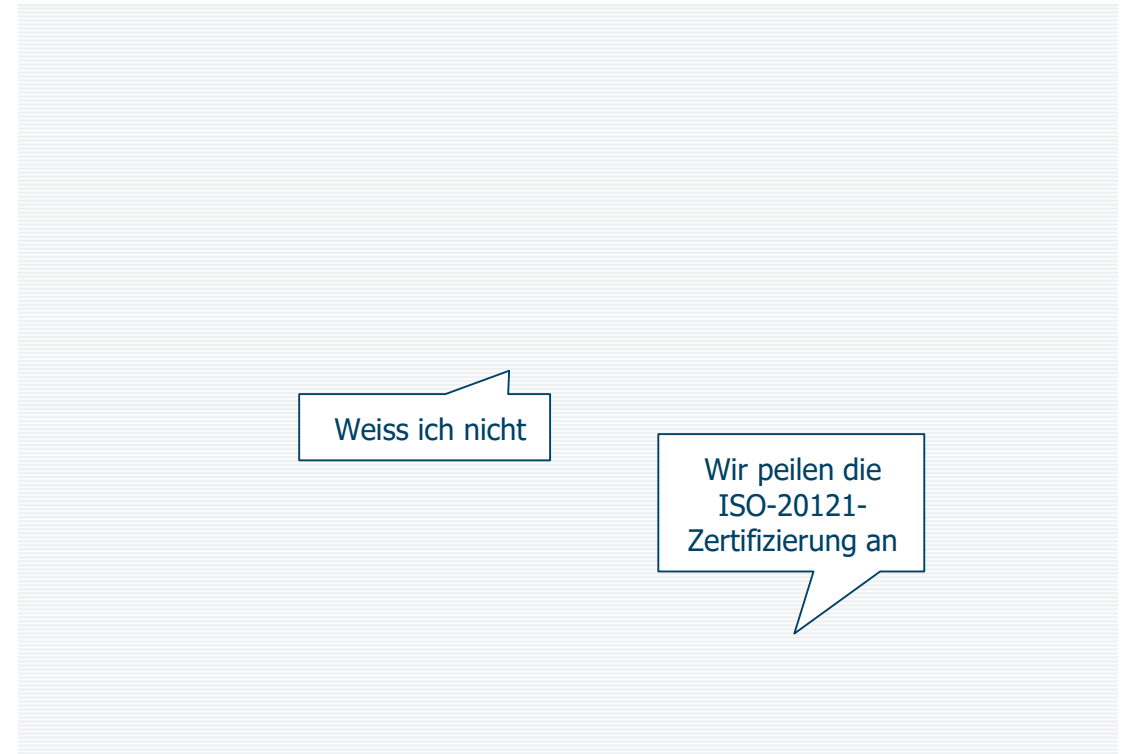 Weiss ich nicht
Wir peilen die
ISO-20121-
Zertifizierung an